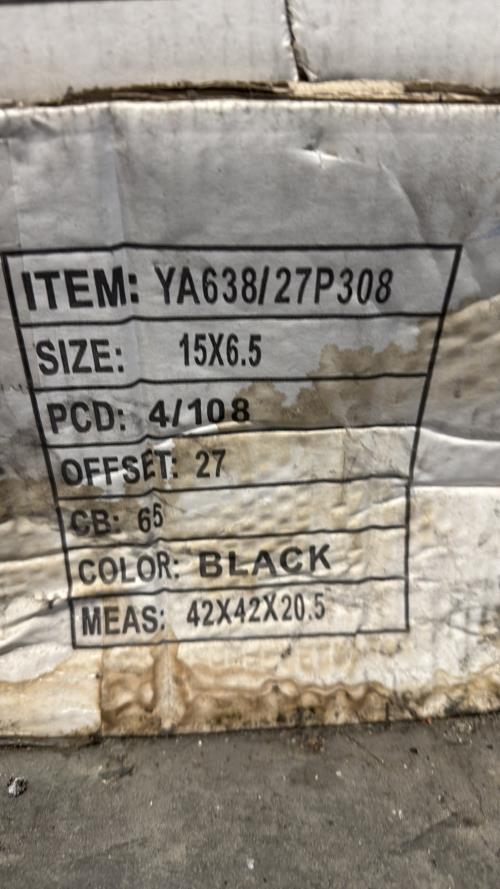 ITEM: YA638/27P308
SIZE: 15X6.5
PCD: 4/108
OFFSET: 27
CB: 65
COLOR: BLACK
MEAS: 42X42X20.5